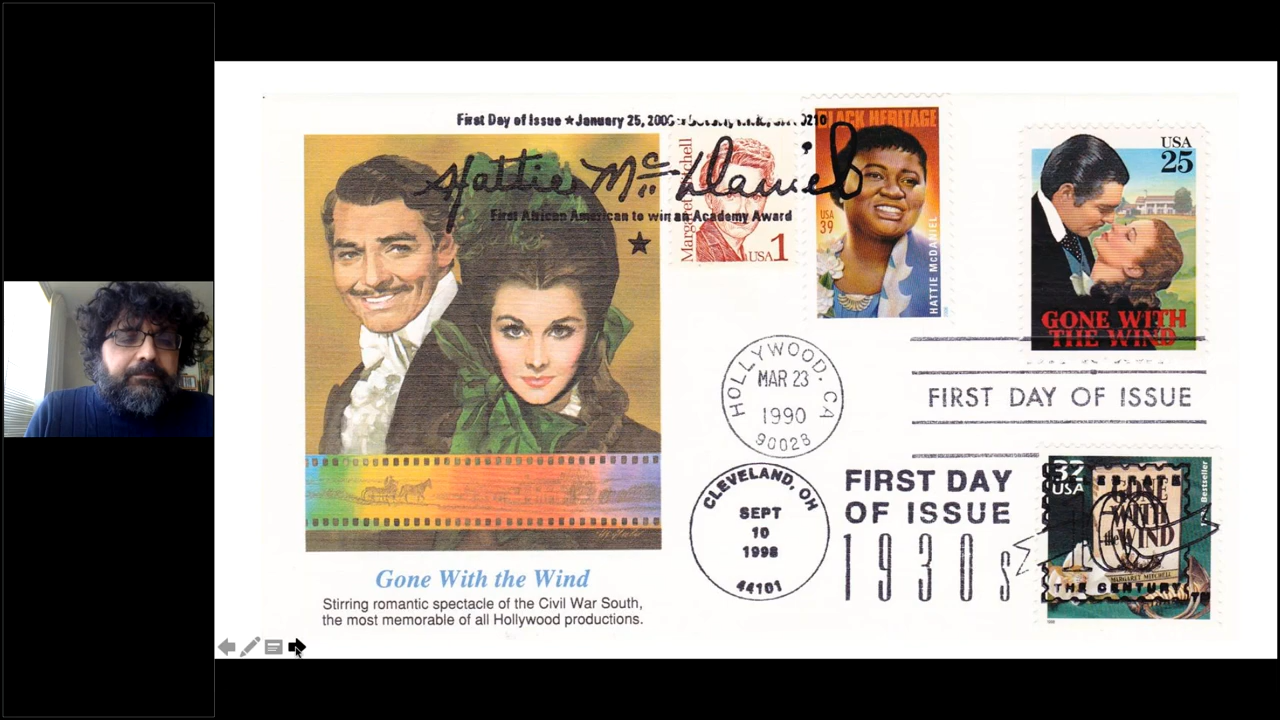 First Day of Issue ★ January 25, 2006
Hattie McDaniel
First African American to win an Academy Award
Margaret Mitchell
USA 1
BLACK HERITAGE
USA
39
HATTIE McDANIEL
USA
25
GONE WITH
THE WIND
HOLLYWOOD, CA
MAR 23
1990
90028
FIRST DAY OF ISSUE
CLEVELAND, OH
SEPT
10
1998
44101
FIRST DAY
OF ISSUE
1930s
32
USA
Bestseller
GONE
WITH
the WIND
MARGARET MITCHELL
THE CENTURY
Gone With the Wind
Stirring romantic spectacle of the Civil War South,
the most memorable of all Hollywood productions.